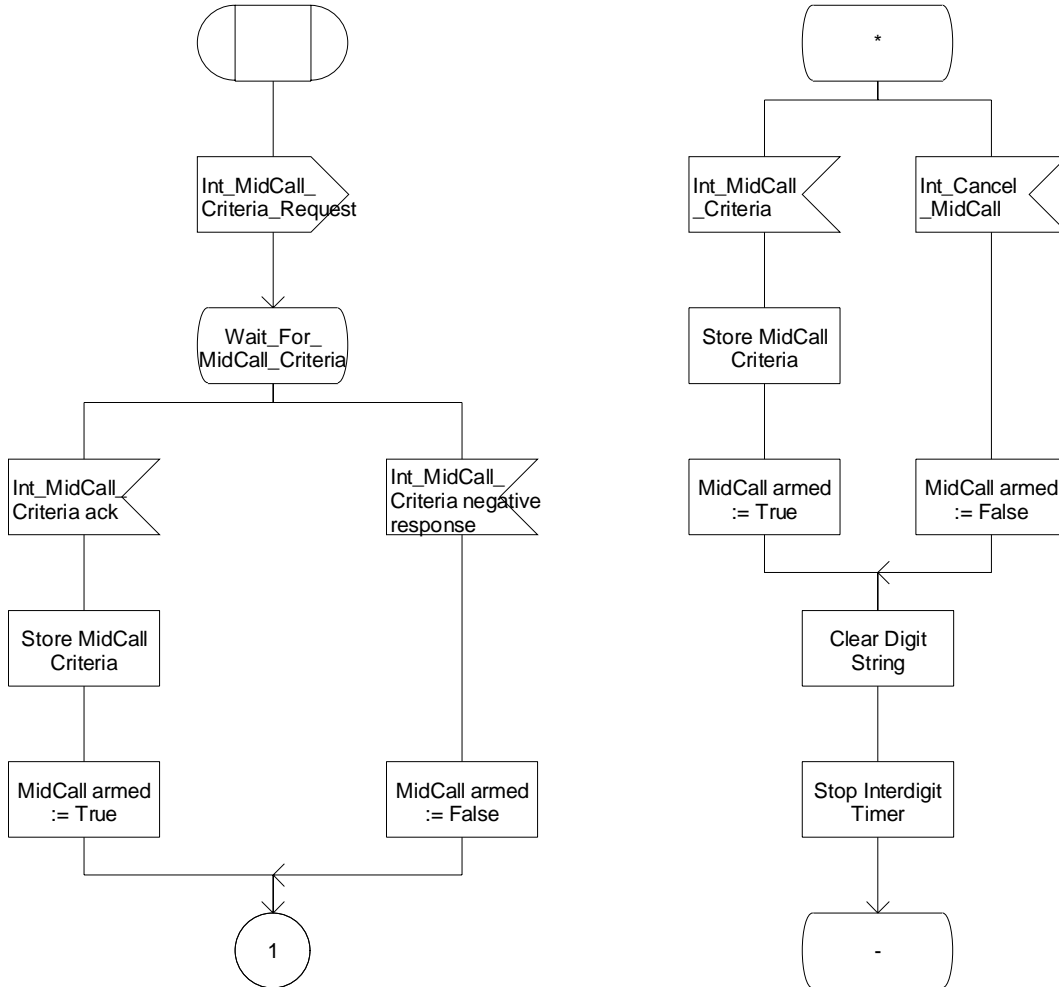 Int_MidCall_
Criteria_Request
Wait_For_
MidCall_Criteria
Int_MidCall_
Criteria ack
Int_MidCall_
Criteria negative
response
Store MidCall
Criteria
MidCall armed
:= True
MidCall armed
:= False
1
*
Int_MidCall
_Criteria
Int_Cancel
_MidCall
Store MidCall
Criteria
MidCall armed
:= True
MidCall armed
:= False
Clear Digit
String
Stop Interdigit
Timer
-